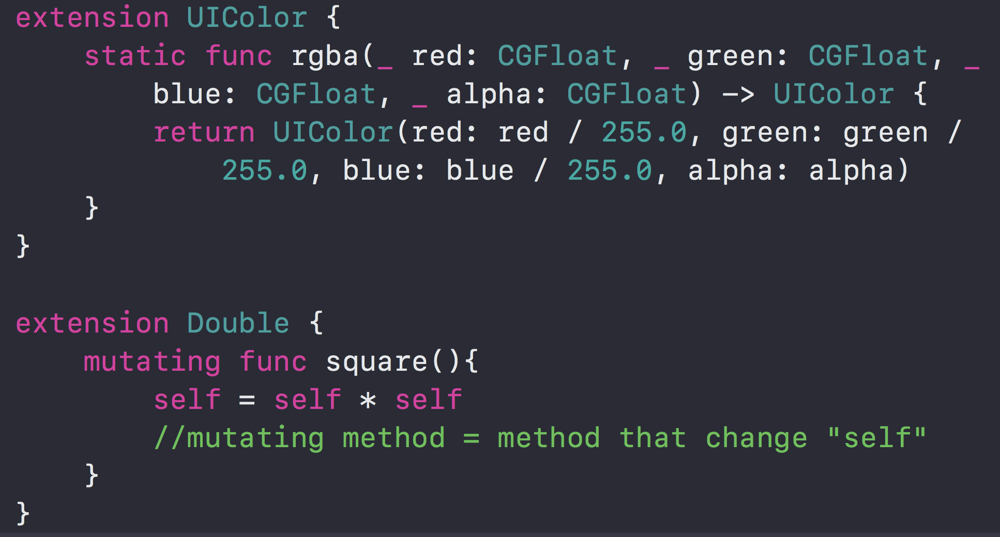 extension UIColor {
static func rgba(_ red: CGFloat, _ green: CGFloat, _
blue: CGFloat, _ alpha: CGFloat) -> UIColor {
return UIColor(red: red / 255.0, green: green /
255.0, blue: blue / 255.0, alpha: alpha)
}
}
extension Double {
mutating func square(){
self = self * self
//mutating method = method that change "self"
}
}